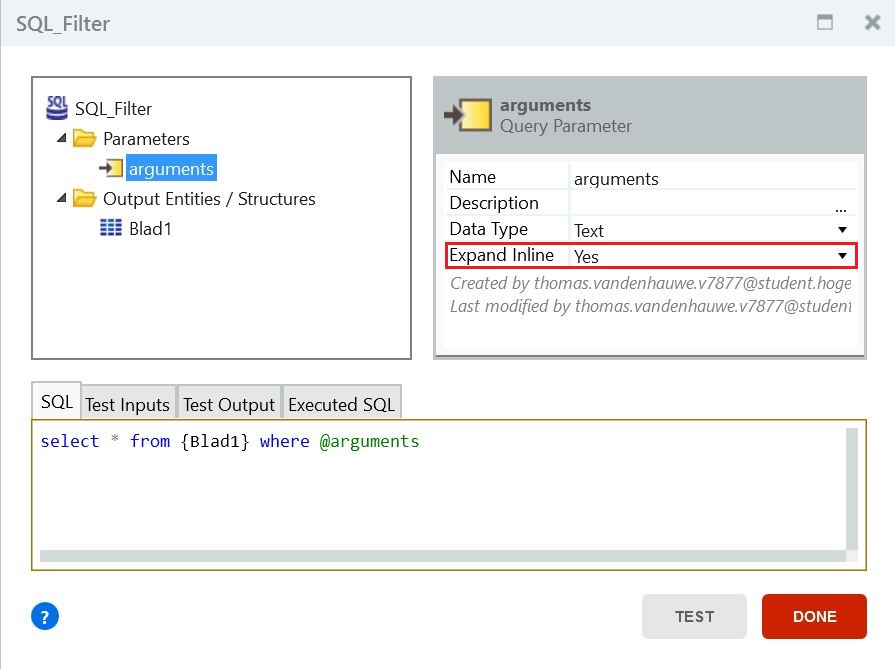 SQL_Filter
SQL
SQL_Filter
Parameters
arguments
Output Entities / Structures
Blad1
arguments
Query Parameter
Name arguments
Description ...
Data Type Text
Expand Inline Yes
Created by thomas.vandenhauwe.v7877@student.hoge
Last modified by thomas.vandenhauwe.v7877@student
SQL Test Inputs Test Output Executed SQL
select * from {Blad1} where @arguments
?
TEST DONE